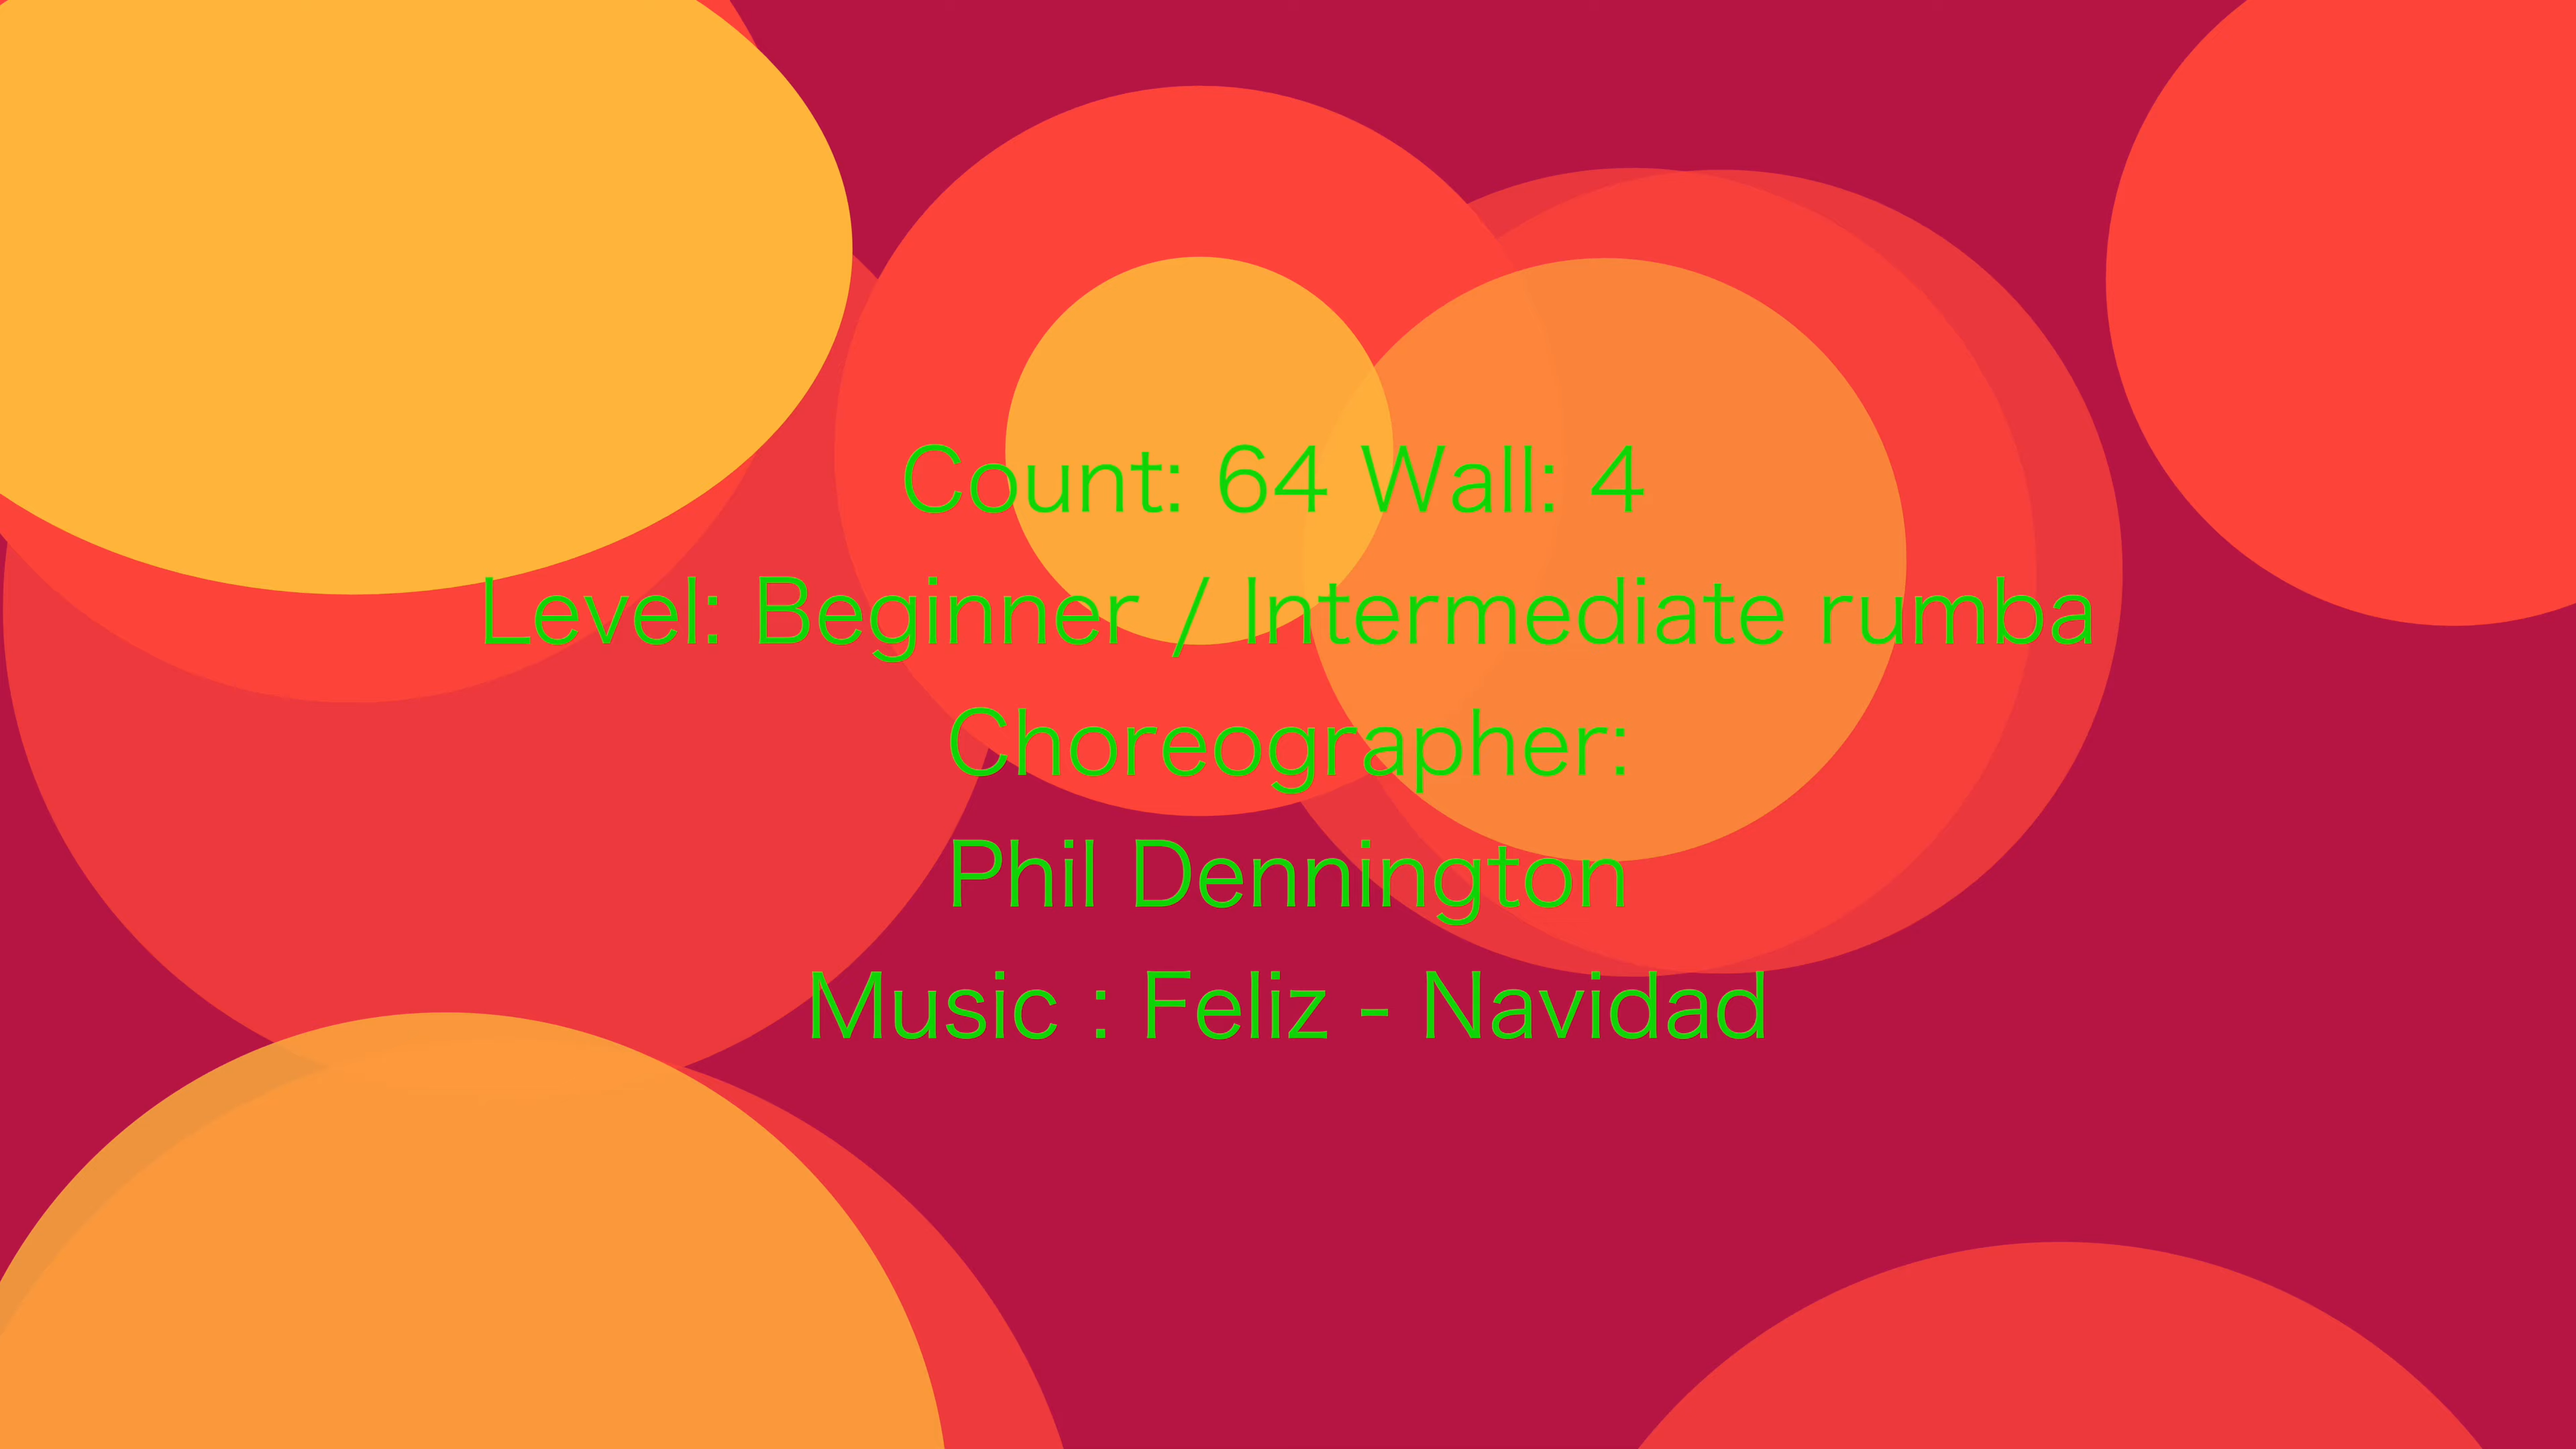 Count: 64 Wall: 4
Level: Beginner / Intermediate rumba
Choreographer:
Phil Dennington
Music : Feliz - Navidad